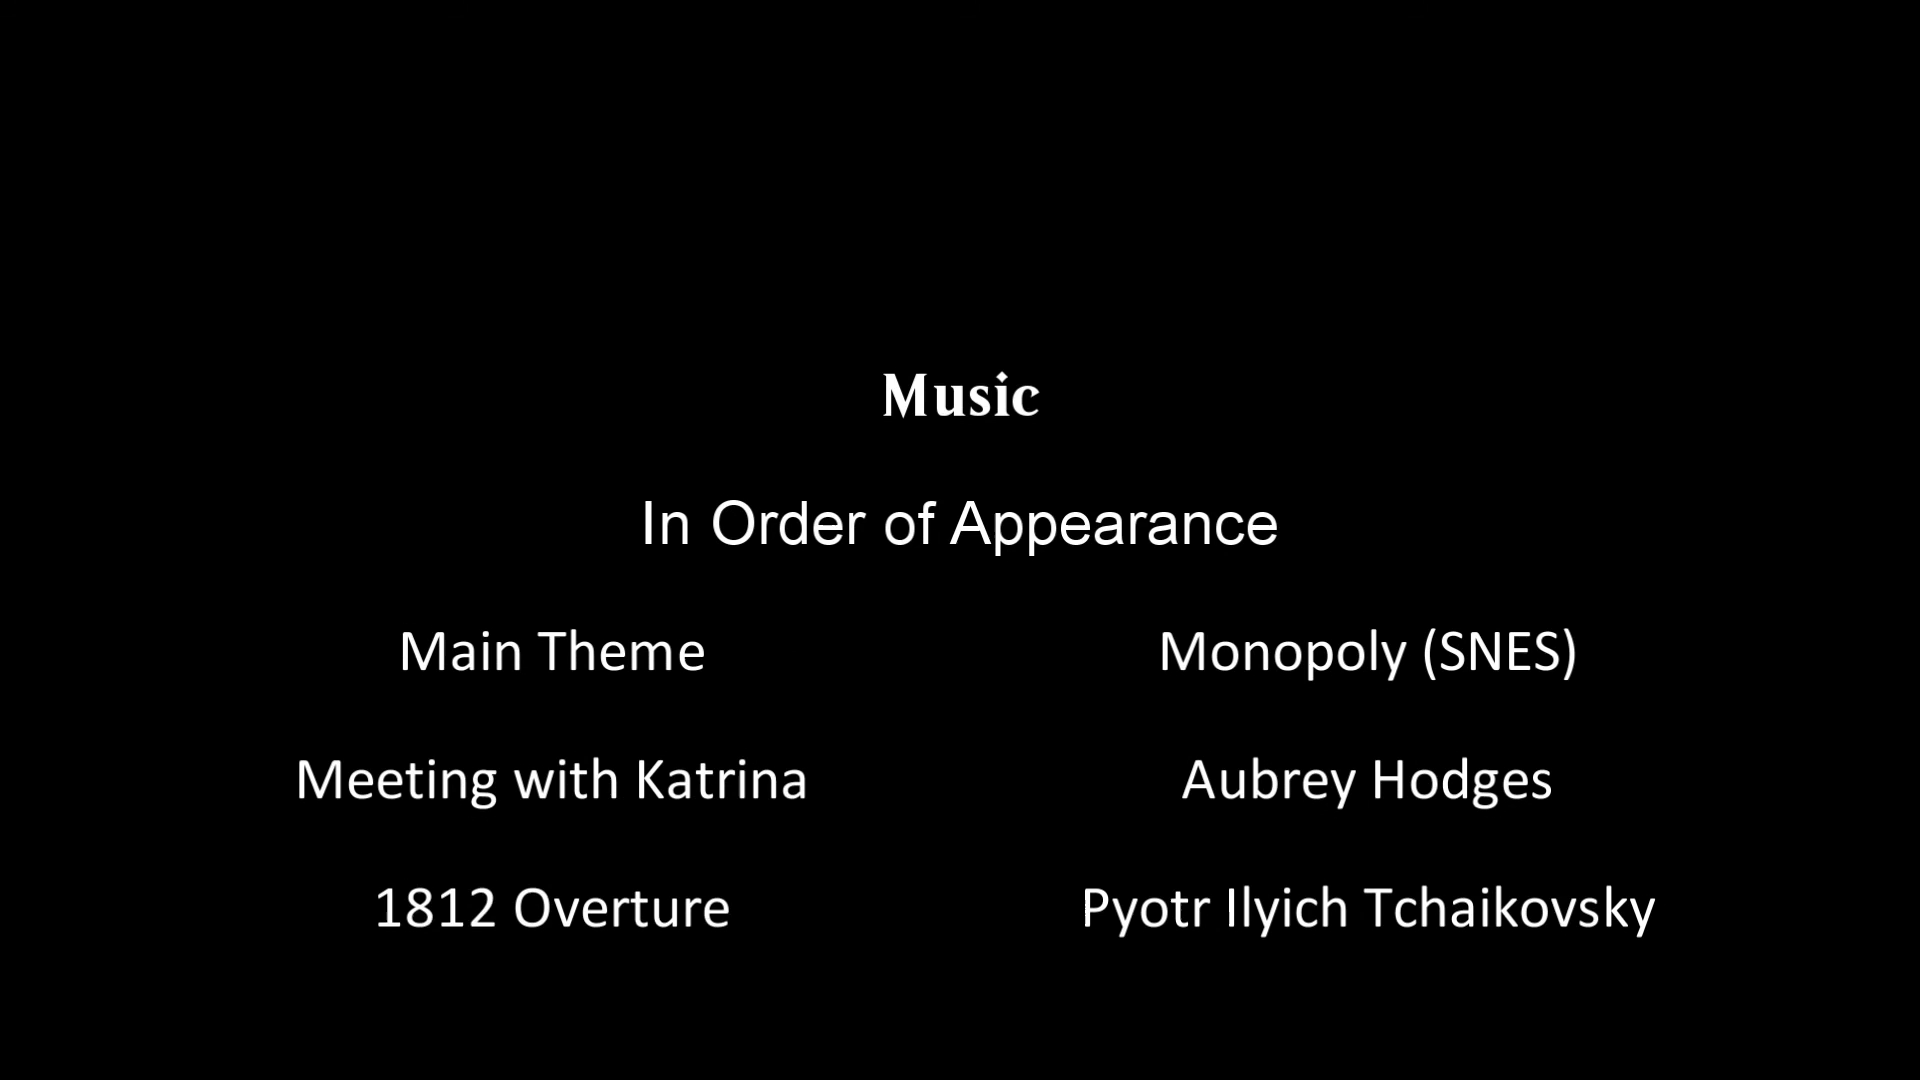 Music
In Order of Appearance
Main Theme Monopoly (SNES)
Meeting with Katrina Aubrey Hodges
1812 Overture Pyotr Ilyich Tchaikovsky